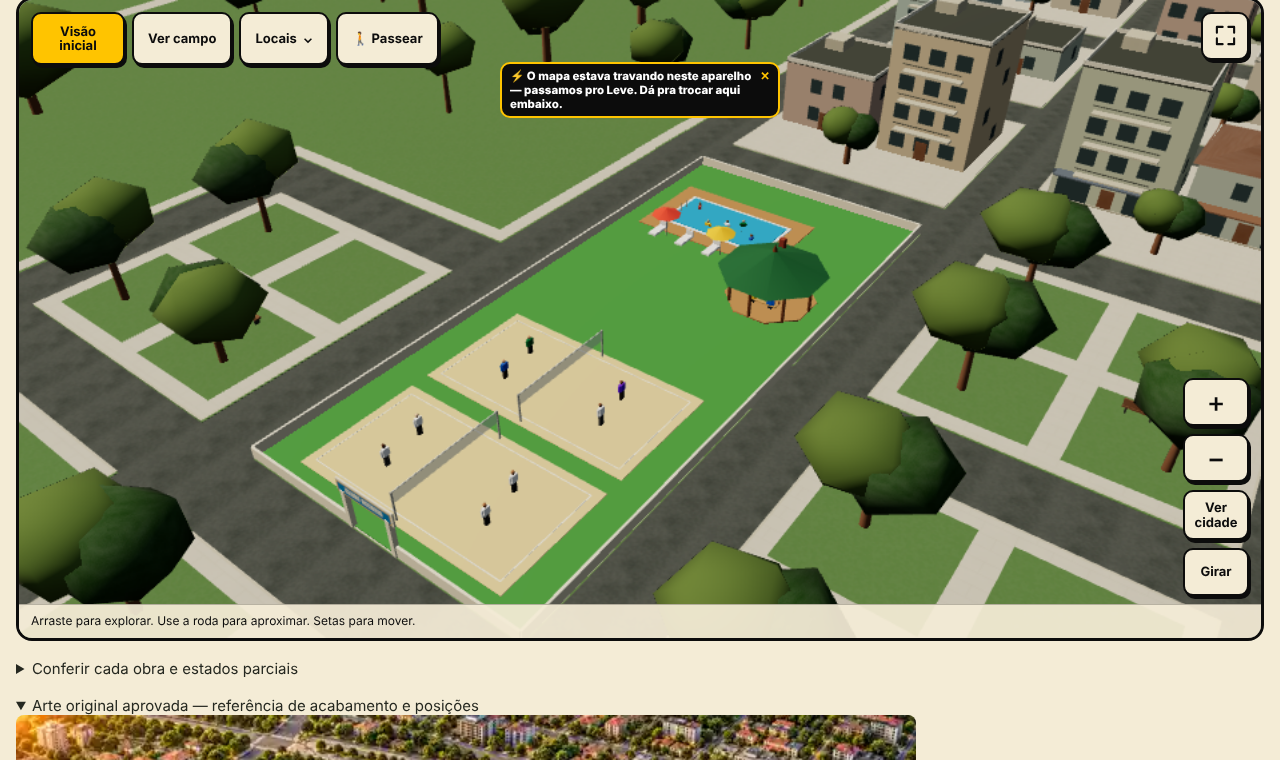 Visão
inicial
Ver campo
Locais
Passear
O mapa estava travando neste aparelho
— passamos pro Leve. Dá pra trocar aqui
embaixo.
×
+
−
Ver
cidade
Girar
Arraste para explorar. Use a roda para aproximar. Setas para mover.
Conferir cada obra e estados parciais
Arte original aprovada — referência de acabamento e posições